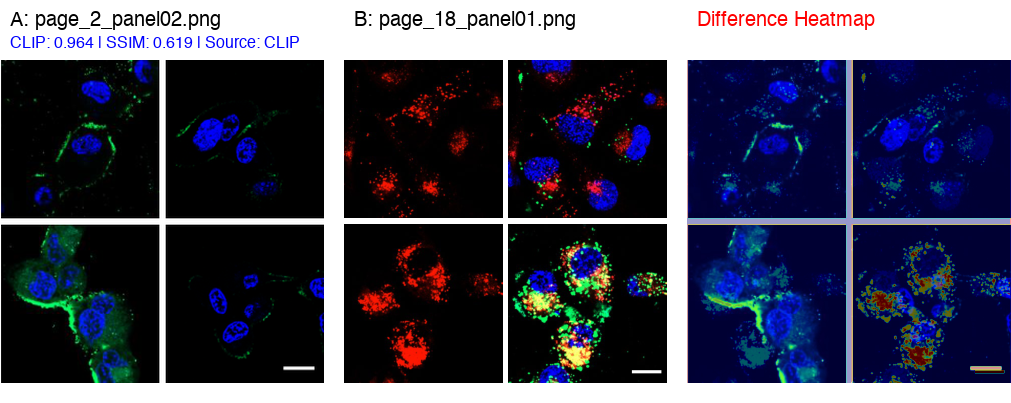 A: page_2_panel02.png
CLIP: 0.964 | SSIM: 0.619 | Source: CLIP
B: page_18_panel01.png
Difference Heatmap